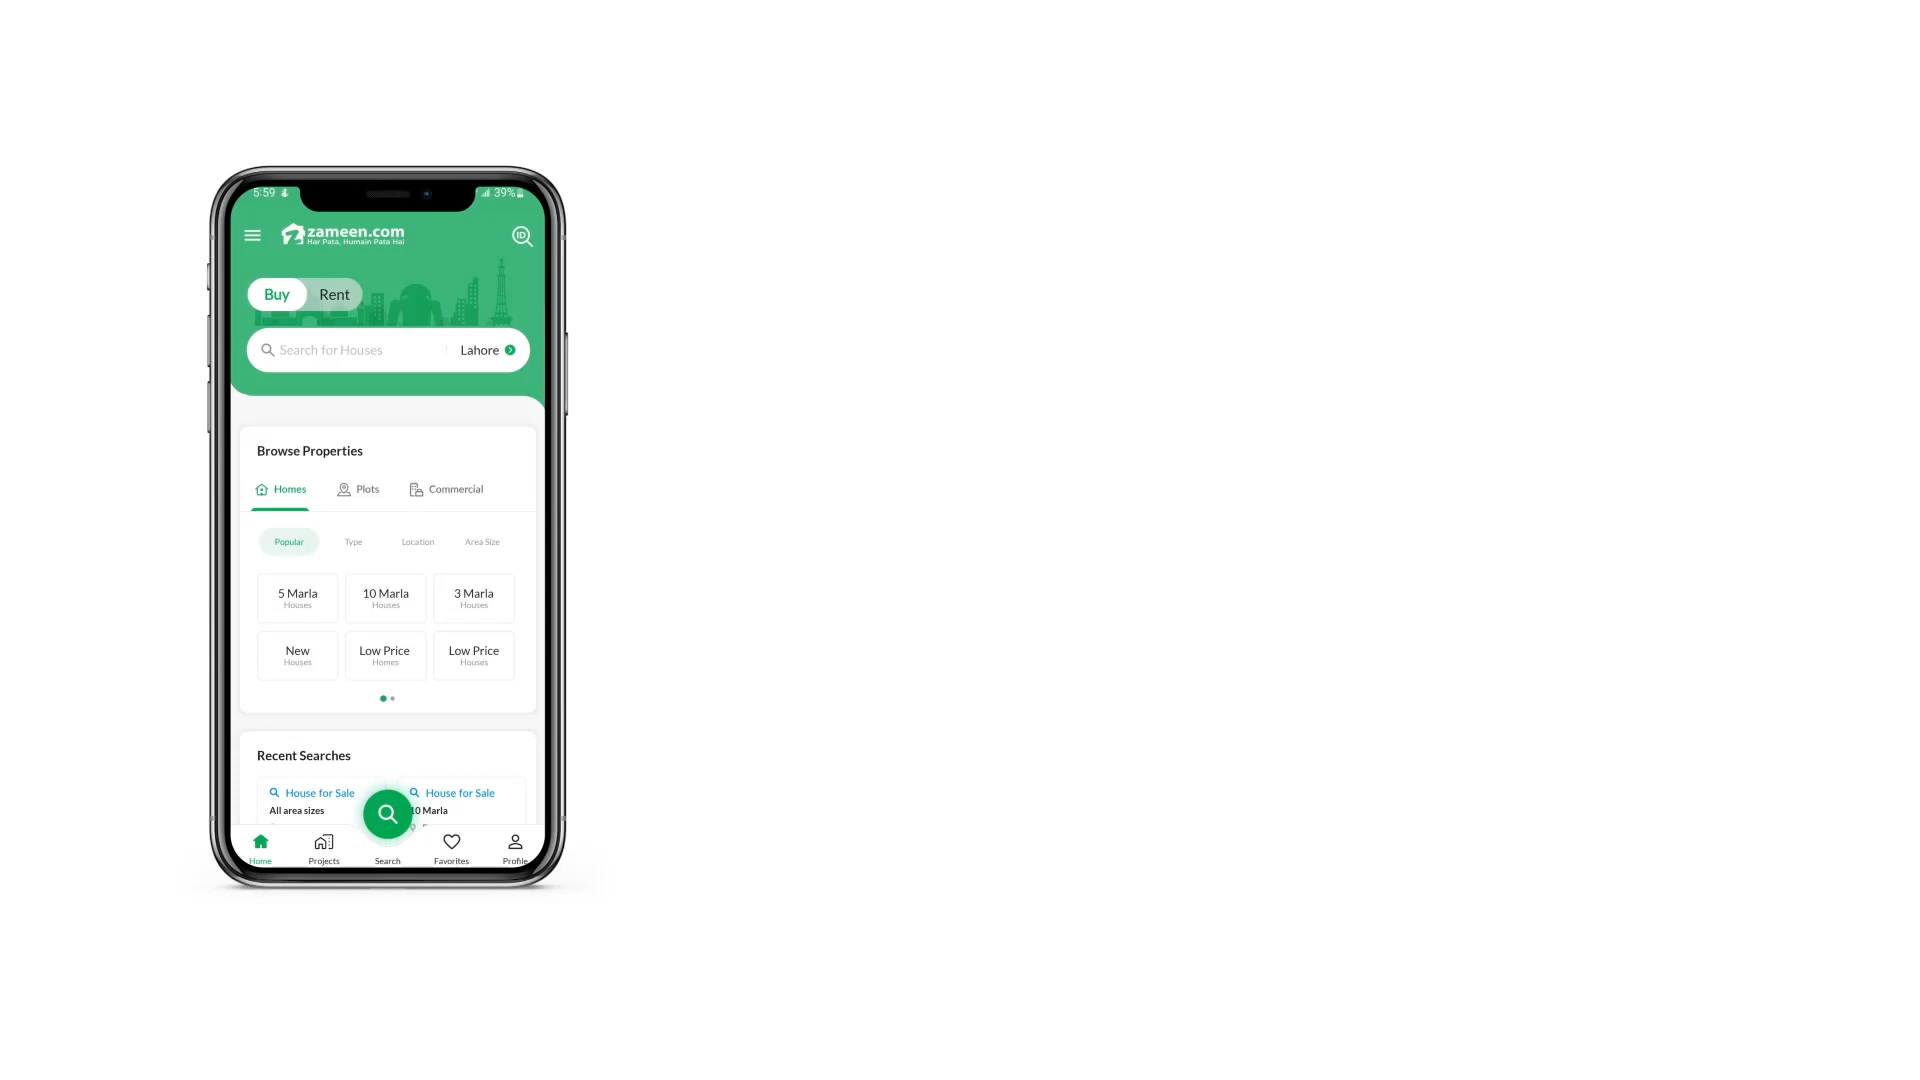 5:59 39%
zameen.com
Har Pata, Humain Pata Hai
ID
Buy Rent
Search for Houses Lahore
Browse Properties
Homes Plots Commercial
Popular Type Location Area Size
5 Marla 10 Marla 3 Marla
Houses Houses Houses
New Low Price Low Price
Houses Homes Houses
Recent Searches
House for Sale House for Sale
All area sizes 10 Marla
Home Projects Search Favorites Profile